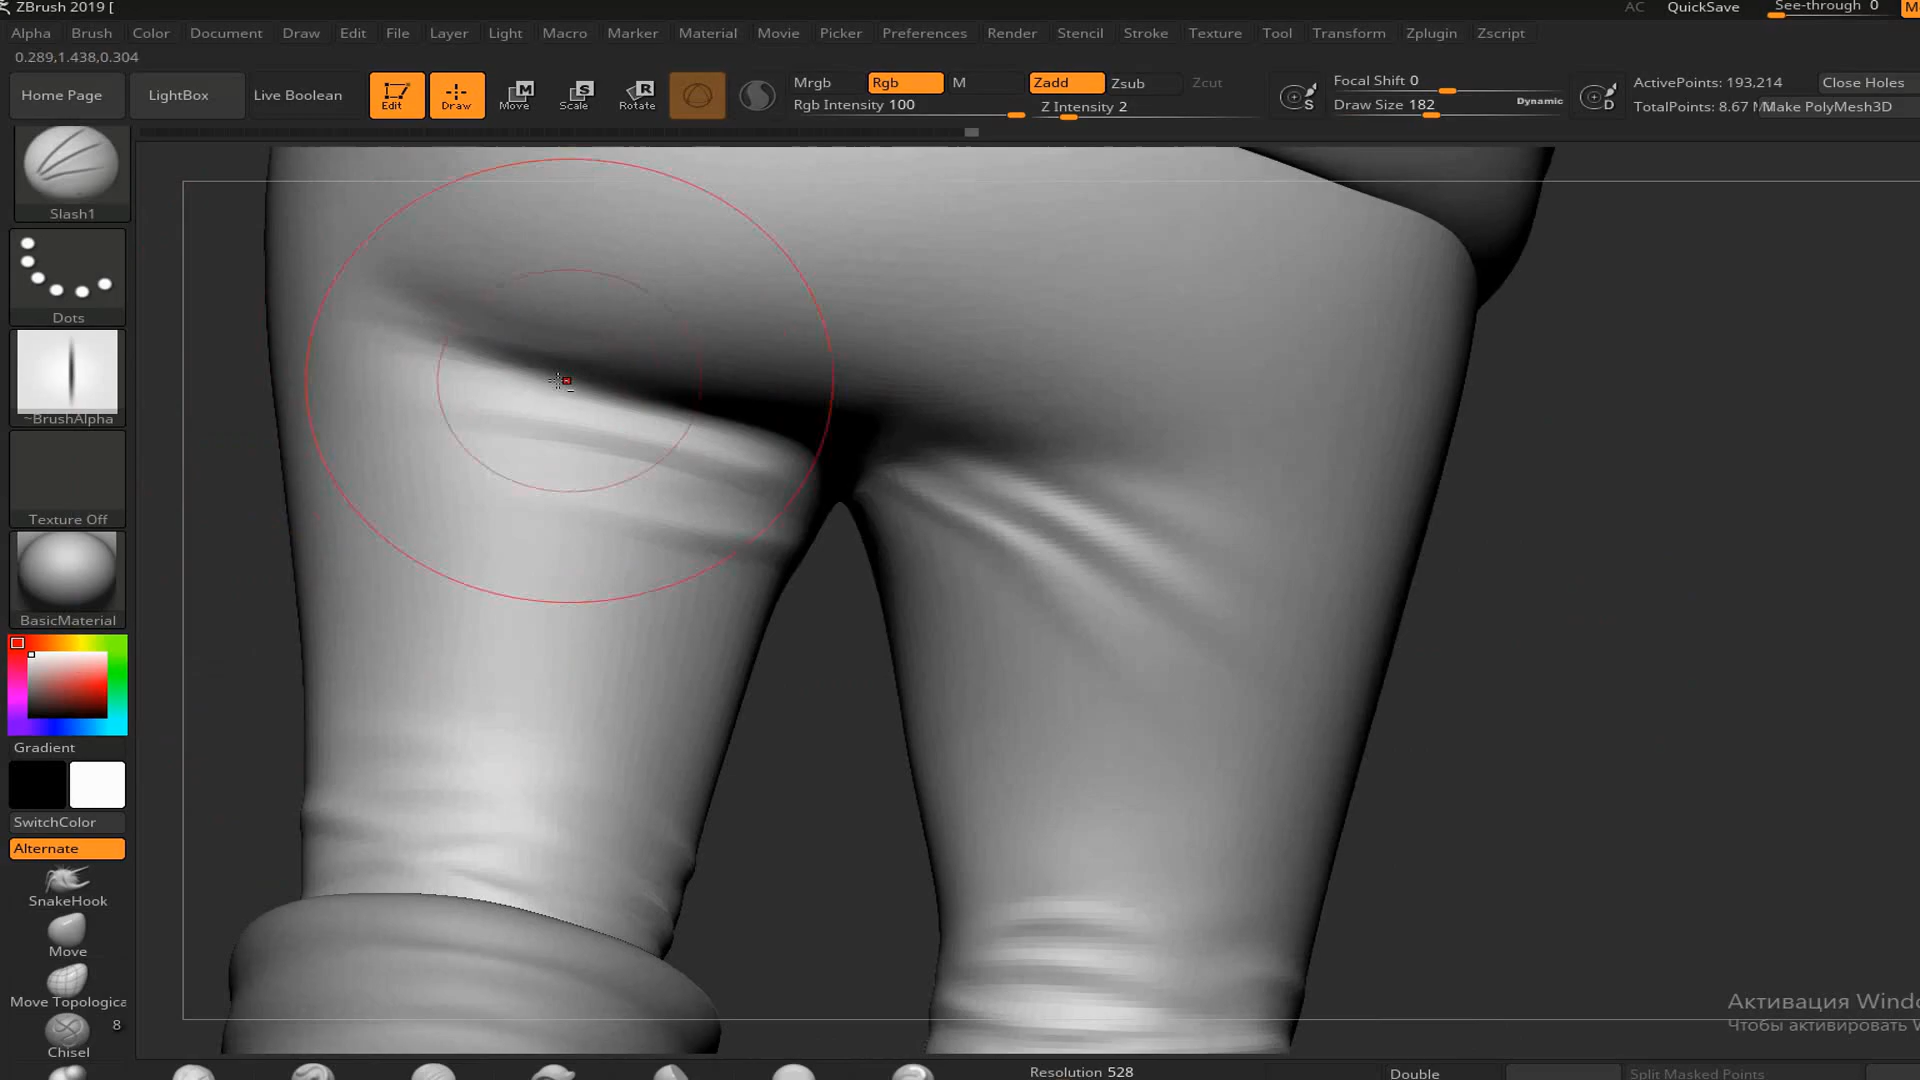 ZBrush 2019 [
AC QuickSave See-through 0
Alpha Brush Color Document Draw Edit File Layer Light Macro Marker Material Movie Picker Preferences Render Stencil Stroke Texture Tool Transform Zplugin Zscript
0.289,1.438,0.304
Home Page LightBox Live Boolean Edit Draw Move Scale Rotate
Mrgb Rgb M Zadd Zsub Zcut
Rgb Intensity 100 Z Intensity 2
S Focal Shift 0
Draw Size 182 Dynamic D
ActivePoints: 193,214 Close Holes
TotalPoints: 8.67 Make PolyMesh3D
Slash1
Dots
~BrushAlpha
Texture Off
BasicMaterial
Gradient
SwitchColor
Alternate
SnakeHook
Move
Move Topologica
8
Chisel
Активация Windo
Чтобы активировать W
Resolution 528 Double Split Masked Points